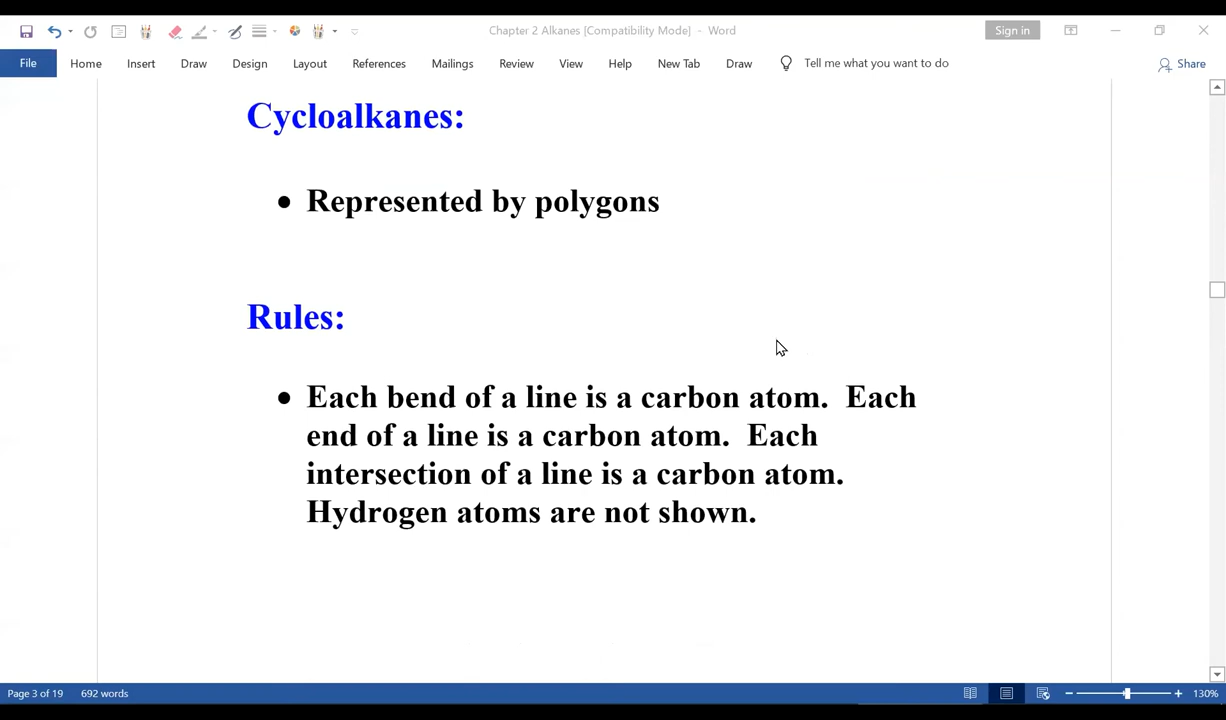 Chapter 2 Alkanes [Compatibility Mode] - Word
Sign in
File Home Insert Draw Design Layout References Mailings Review View Help New Tab Draw Tell me what you want to do Share
Cycloalkanes:
• Represented by polygons
Rules:
• Each bend of a line is a carbon atom. Each
end of a line is a carbon atom. Each
intersection of a line is a carbon atom.
Hydrogen atoms are not shown.
Page 3 of 19 692 words 130%